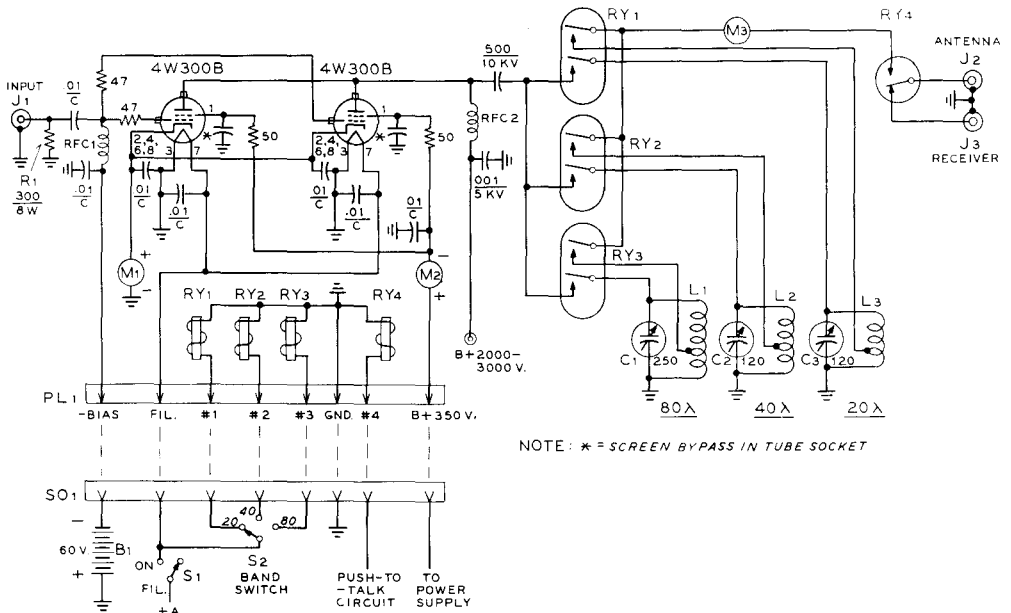 RY1
RY4
M3
500
10 KV
ANTENNA
J2
J3
RECEIVER
4W300B
4W300B
47
INPUT
J1
.01
C
47
1
*
50
1
*
50
RFC1
2,4,
6,8
3
7
2,4,
6,8
3
7
RFC2
.001
5 KV
R1
300
8W
.01
C
.01
C
.01
C
.01
C
.01
C
.01
C
RY2
+
M1
-
-
M2
+
RY3
L1
L2
L3
RY1
RY2
RY3
RY4
B+2000-
3000 V.
C1
250
C2
120
C3
120
80λ
40λ
20λ
PL1
-BIAS
FIL.
#1
#2
#3
GND.
#4
B+350 V.
NOTE: * = SCREEN BYPASS IN TUBE SOCKET
SO1
-
60 V.
B1
+
20
40
80
ON
S1
FIL.
+A
S2
BAND
SWITCH
PUSH-TO
-TALK
CIRCUIT
TO
POWER
SUPPLY